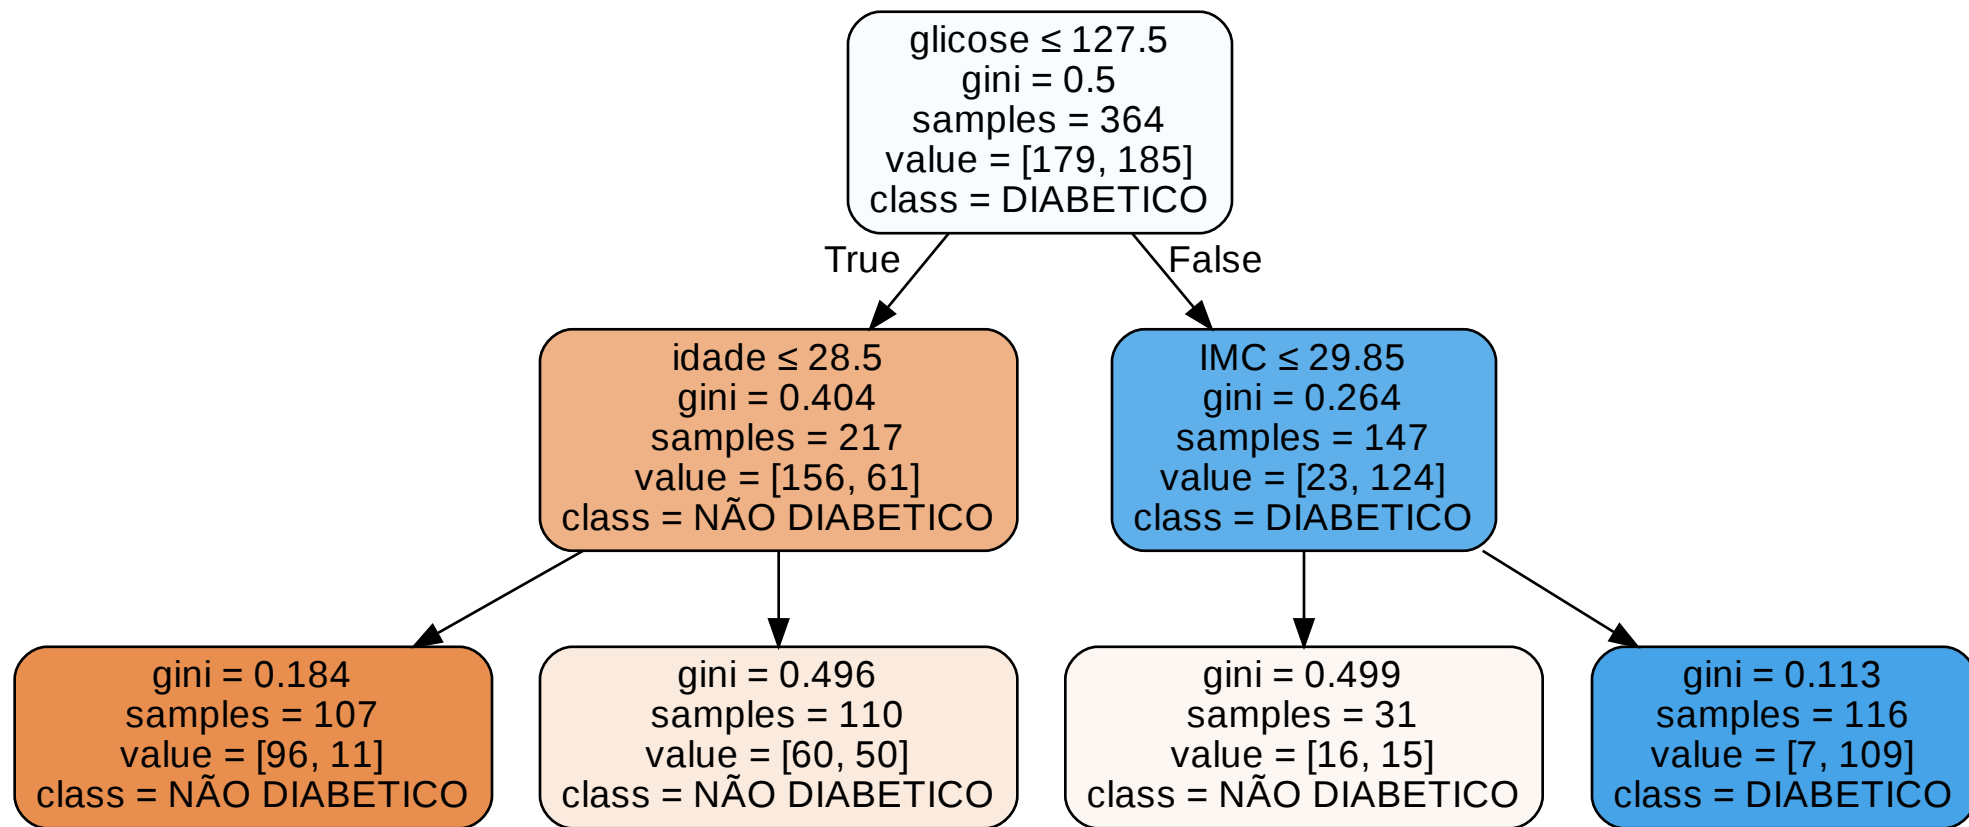 glicose ≤ 127.5
gini = 0.5
samples = 364
value = [179, 185]
class = DIABETICO
True
False
idade ≤ 28.5
gini = 0.404
samples = 217
value = [156, 61]
class = NÃO DIABETICO
IMC ≤ 29.85
gini = 0.264
samples = 147
value = [23, 124]
class = DIABETICO
gini = 0.184
samples = 107
value = [96, 11]
class = NÃO DIABETICO
gini = 0.496
samples = 110
value = [60, 50]
class = NÃO DIABETICO
gini = 0.499
samples = 31
value = [16, 15]
class = NÃO DIABETICO
gini = 0.113
samples = 116
value = [7, 109]
class = DIABETICO